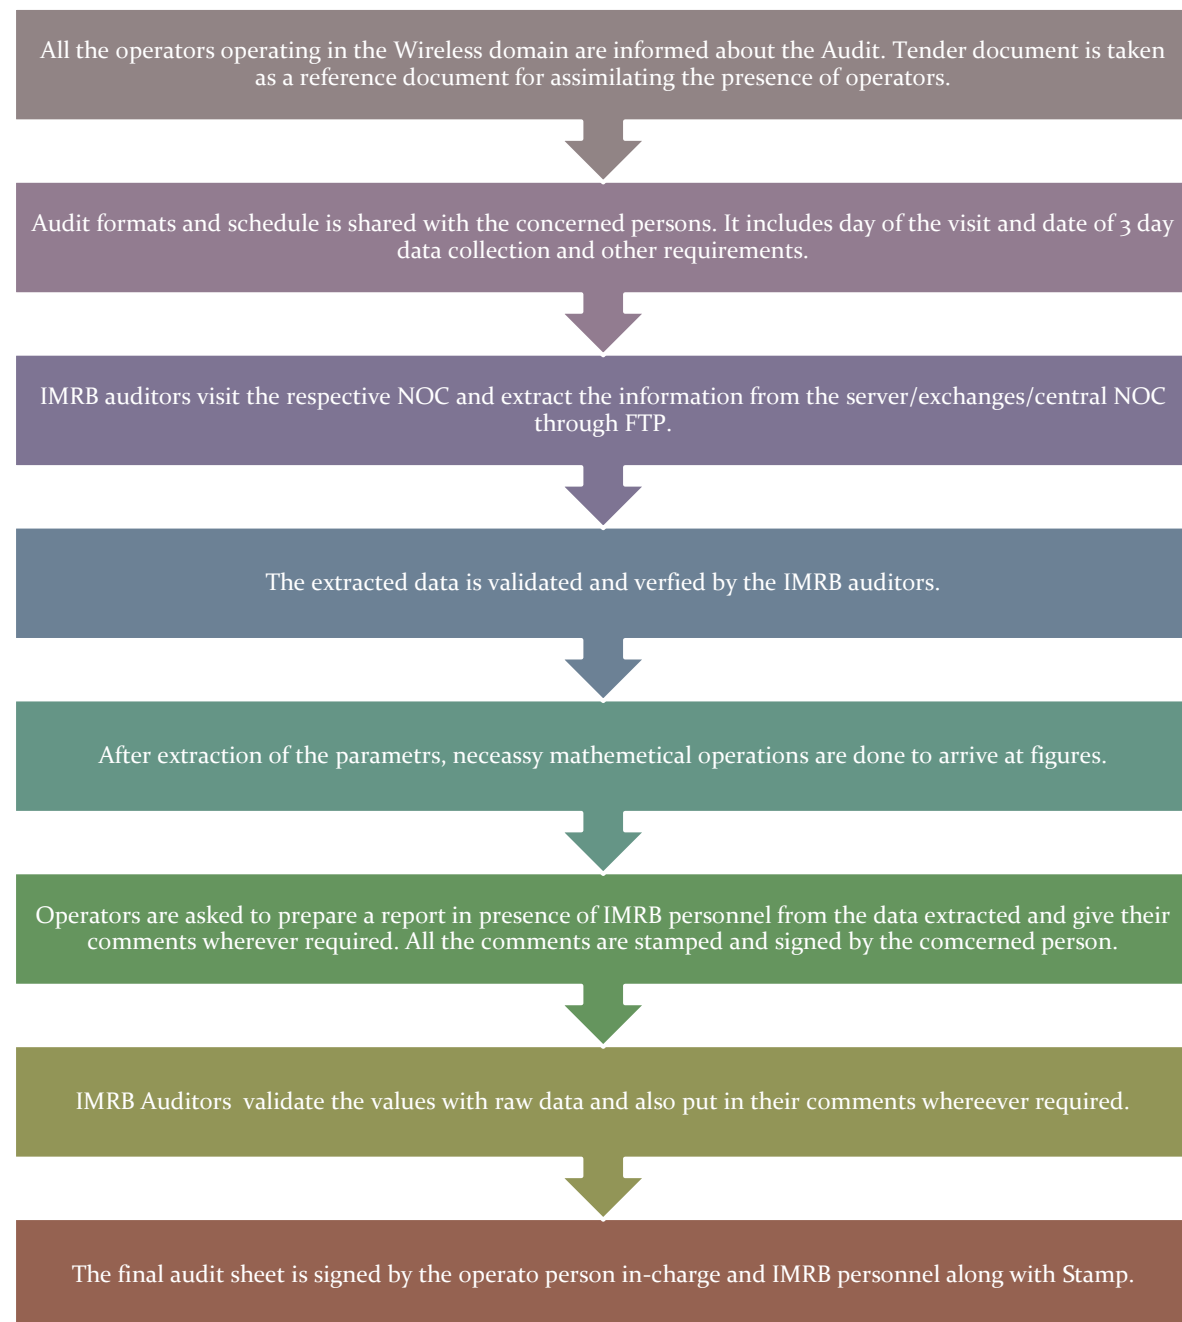 All the operators operating in the Wireless domain are informed about the Audit. Tender document is taken
as a reference document for assimilating the presence of operators.
Audit formats and schedule is shared with the concerned persons. It includes day of the visit and date of 3 day
data collection and other requirements.
IMRB auditors visit the respective NOC and extract the information from the server/exchanges/central NOC
through FTP.
The extracted data is validated and verfied by the IMRB auditors.
After extraction of the parametrs, neceassy mathemetical operations are done to arrive at figures.
Operators are asked to prepare a report in presence of IMRB personnel from the data extracted and give their
comments wherever required. All the comments are stamped and signed by the comcerned person.
IMRB Auditors  validate the values with raw data and also put in their comments whereever required.
The final audit sheet is signed by the operato person in-charge and IMRB personnel along with Stamp.